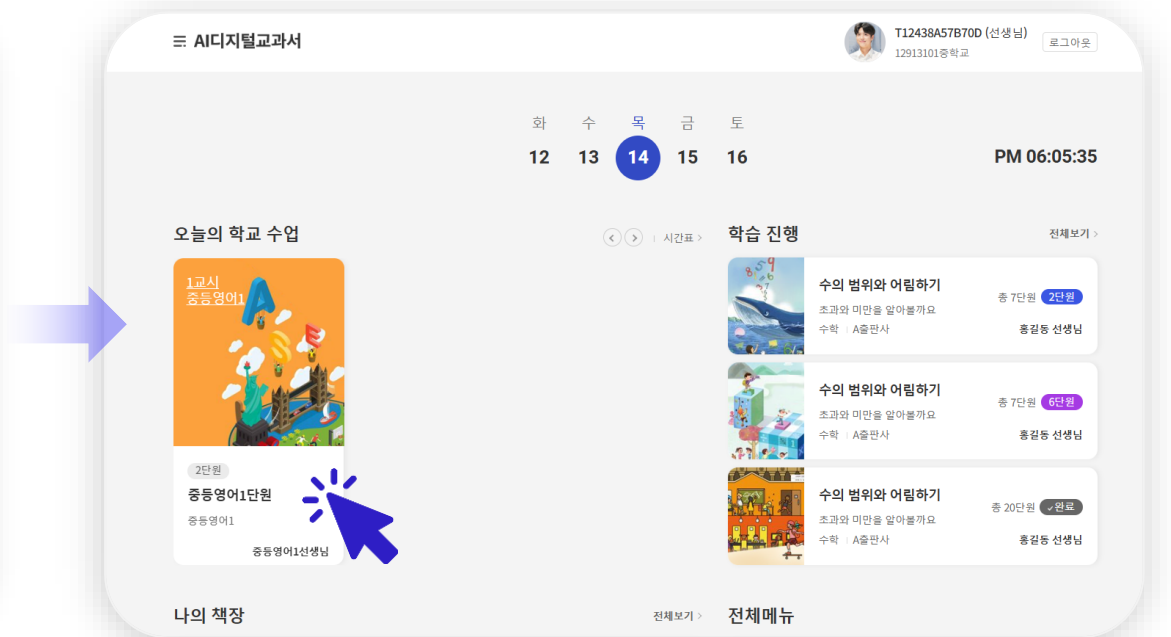 AI디지털교과서
T12438A57B70D (선생님)
12913101중학교
로그아웃
화 수 목 금 토
12 13 14 15 16
PM 06:05:35
오늘의 학교 수업
시간표
1교시
중등영어1
2단원
중등영어1단원
중등영어1
중등영어1선생님
학습 진행
전체보기
수의 범위와 어림하기
초과와 미만을 알아볼까요
수학 A출판사
총 7단원 2단원
홍길동 선생님
수의 범위와 어림하기
초과와 미만을 알아볼까요
수학 A출판사
총 7단원 6단원
홍길동 선생님
수의 범위와 어림하기
초과와 미만을 알아볼까요
수학 A출판사
총 20단원 완료
홍길동 선생님
나의 책장
전체보기
전체메뉴